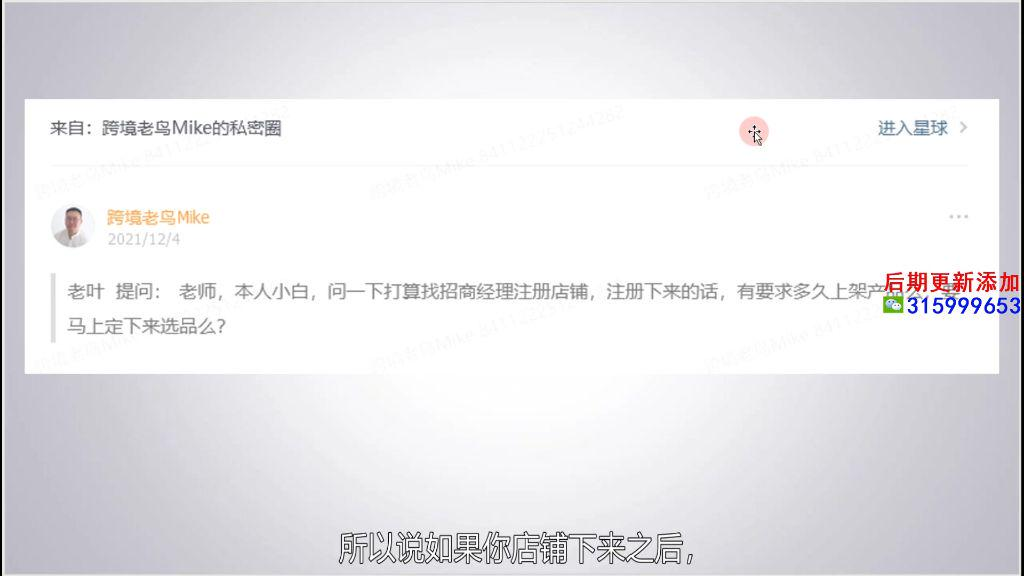 来自：跨境老鸟Mike的私密圈
进入星球
跨境老鸟Mike
2021/12/4
老叶 提问： 老师，本人小白，问一下打算找招商经理注册店铺，注册下来的话，有要求多久上架产
马上定下来选品么？
后期更新添加
315999653
所以说如果你店铺下来之后，